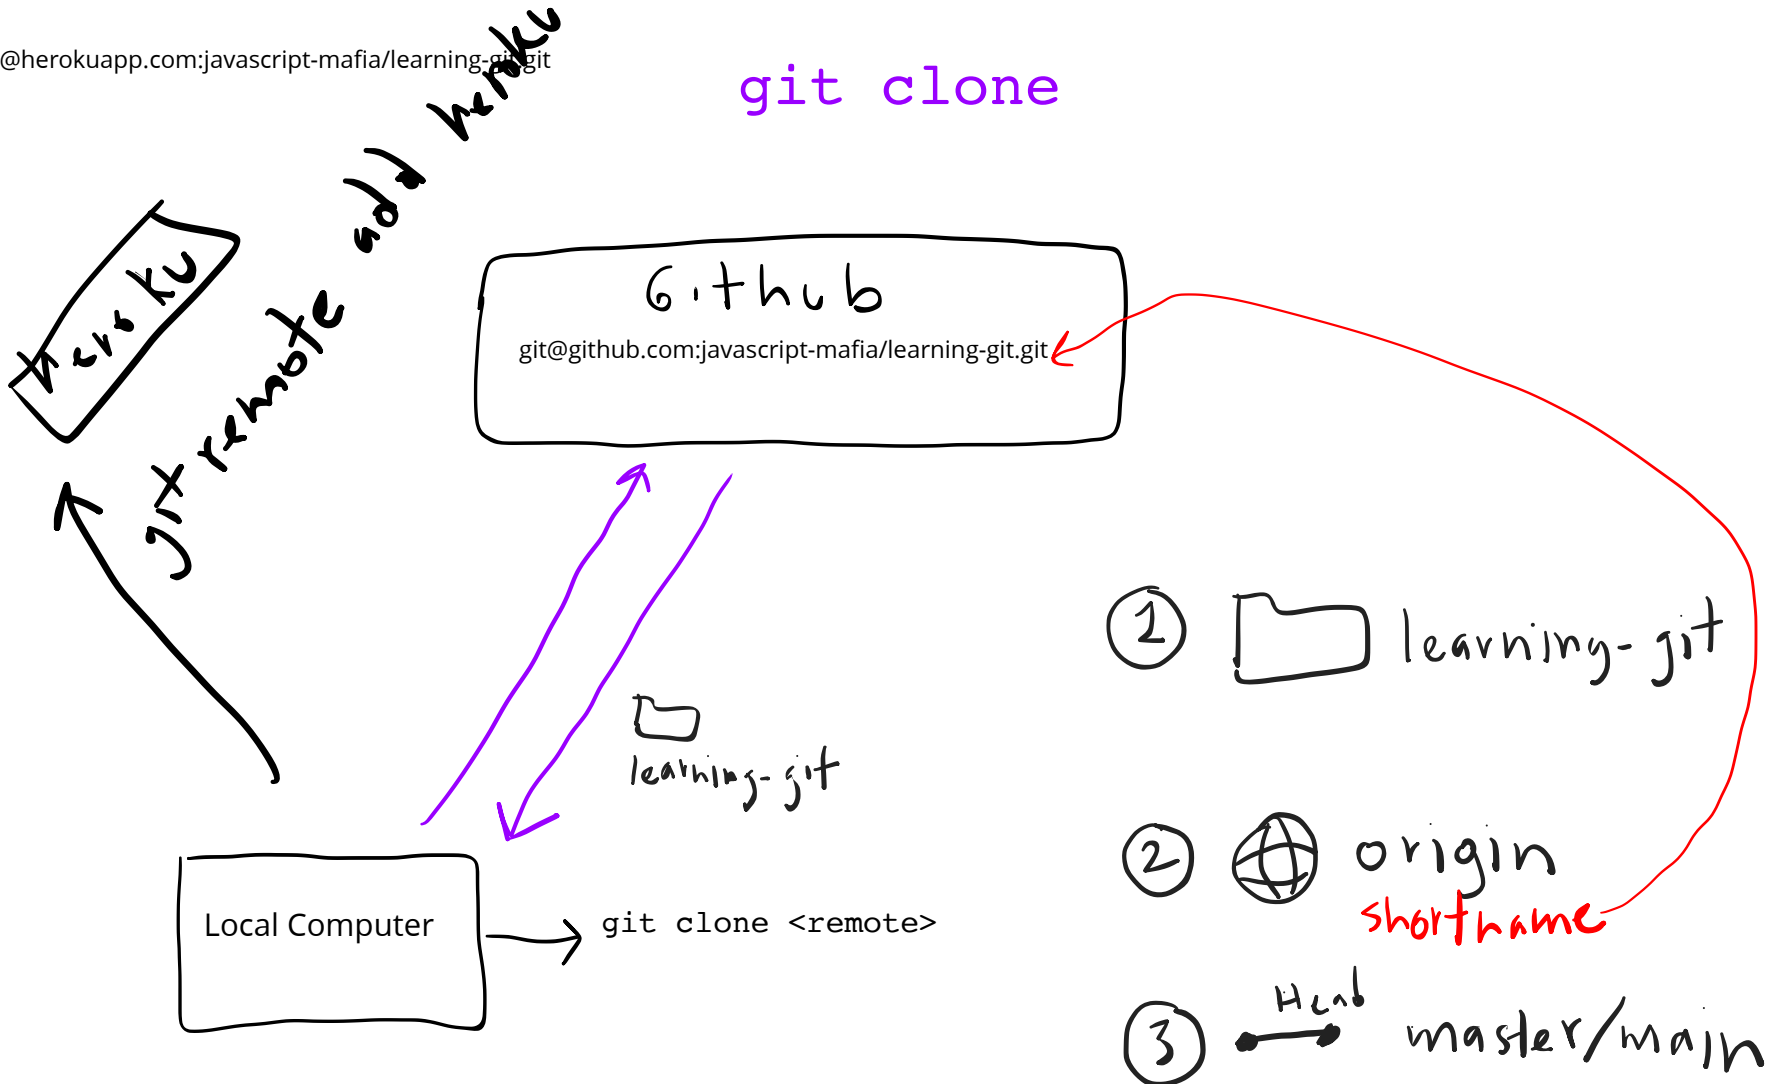 @herokuapp.com:javascript-mafia/learning-git.git
git clone
git remote add heroku
heroku
Github
git@github.com:javascript-mafia/learning-git.git
1 learning-git
learning-git
2 origin
shortname
Local Computer
git clone <remote>
Head
3 master/main